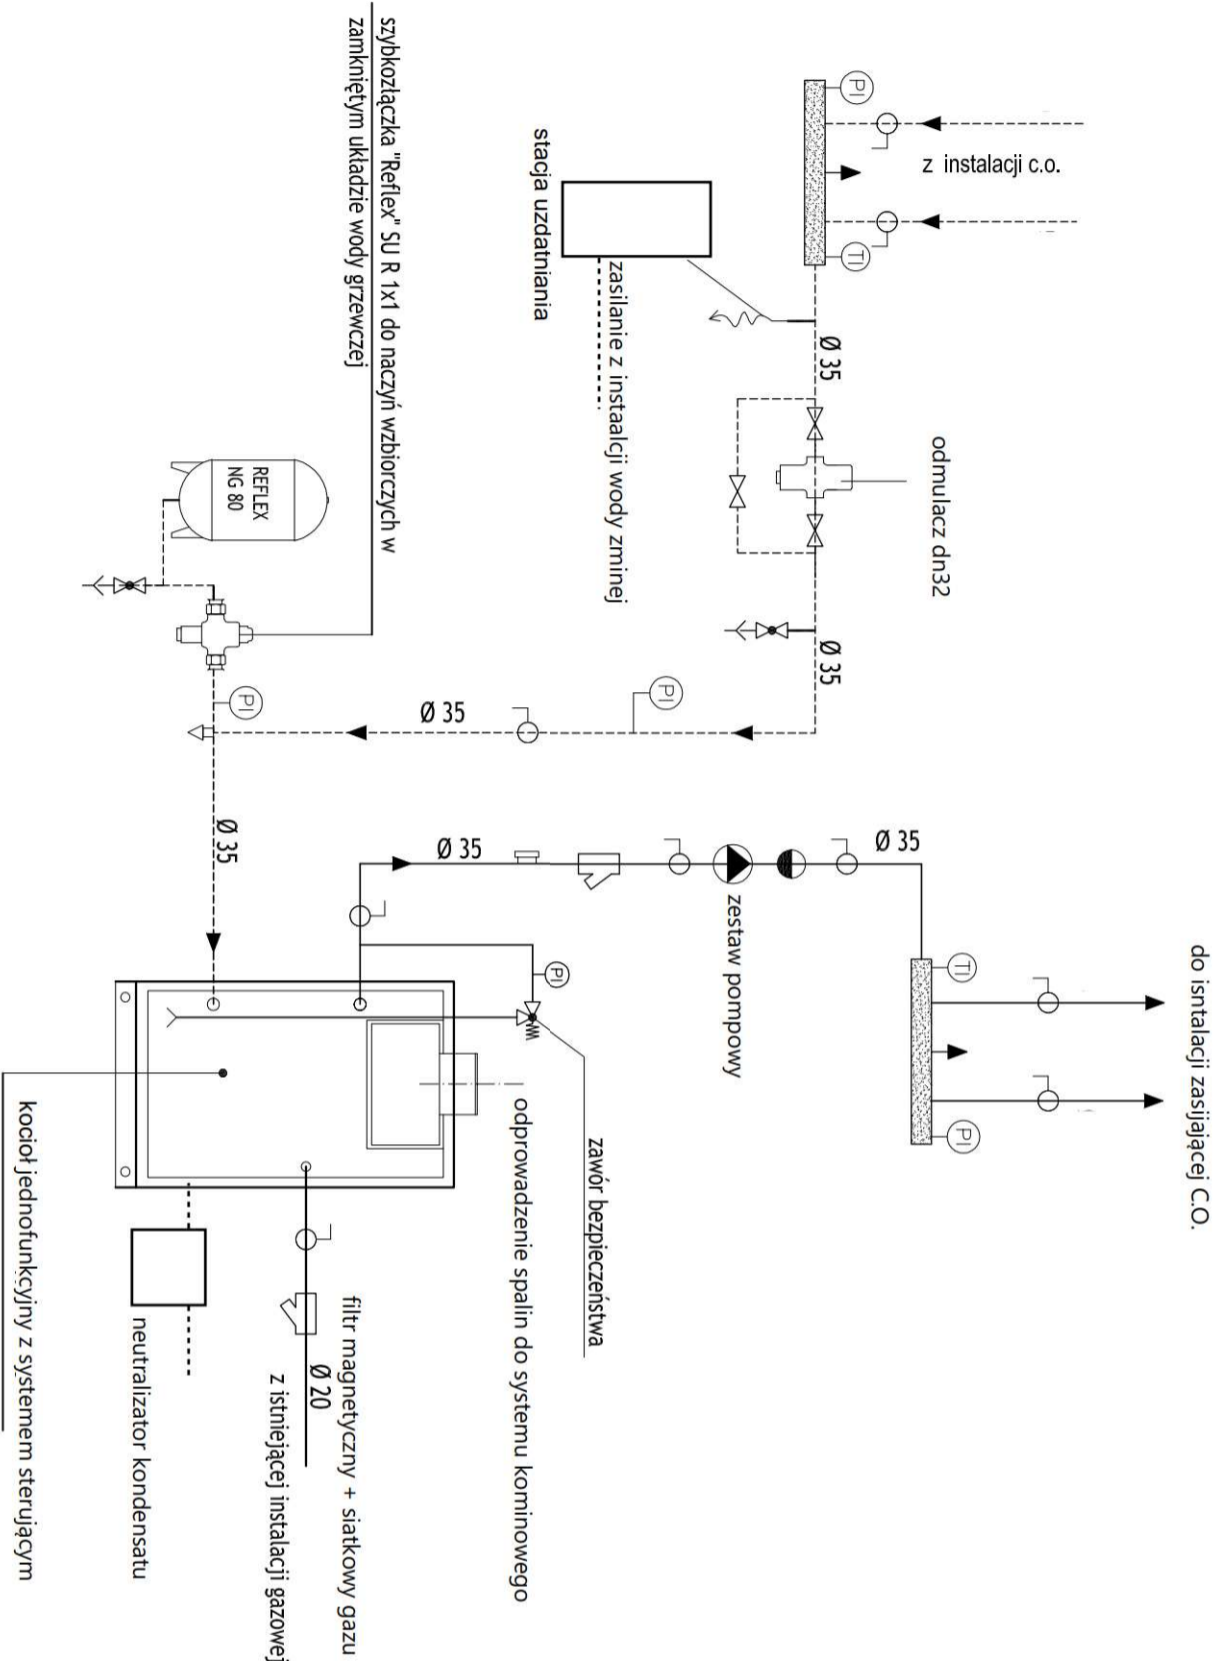 do isntalacji zasijającej C.O.
z instalacji c.o.
PI
TI
TI
PI
odmulacz dn32
Ø 35
Ø 35
Ø 35
zestaw pompowy
PI
zasilanie z instaalcji wody zminej
stacja uzdatniania
zawór bezpieczeństwa
PI
odprowadzenie spalin do systemu kominowego
Ø 35
Ø 35
szybkozłączka "Reflex" SU R 1x1 do naczyń wzbiorczych w
zamkniętym układzie wody grzewczej
filtr magnetyczny + siatkowy gazu
Ø 20
z istniejącej instalacji gazowej
REFLEX
NG 80
PI
Ø 35
neutralizator kondensatu
kocioł jednofunkcyjny z systemem sterującym